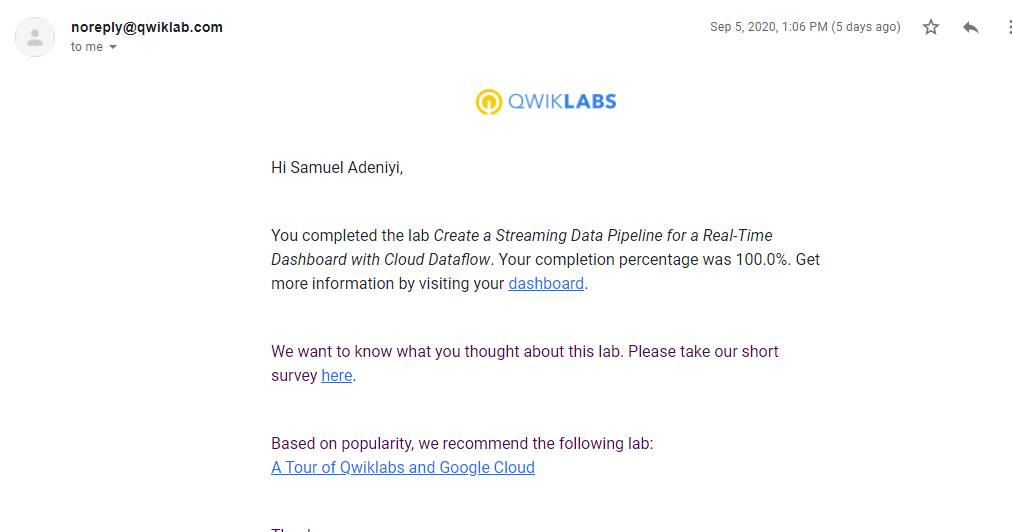 noreply@qwiklab.com
Sep 5, 2020, 1:06 PM (5 days ago)
to me
QWIKLABS
Hi Samuel Adeniyi,
You completed the lab Create a Streaming Data Pipeline for a Real-Time
Dashboard with Cloud Dataflow. Your completion percentage was 100.0%. Get
more information by visiting your dashboard.
We want to know what you thought about this lab. Please take our short
survey here.
Based on popularity, we recommend the following lab:
A Tour of Qwiklabs and Google Cloud